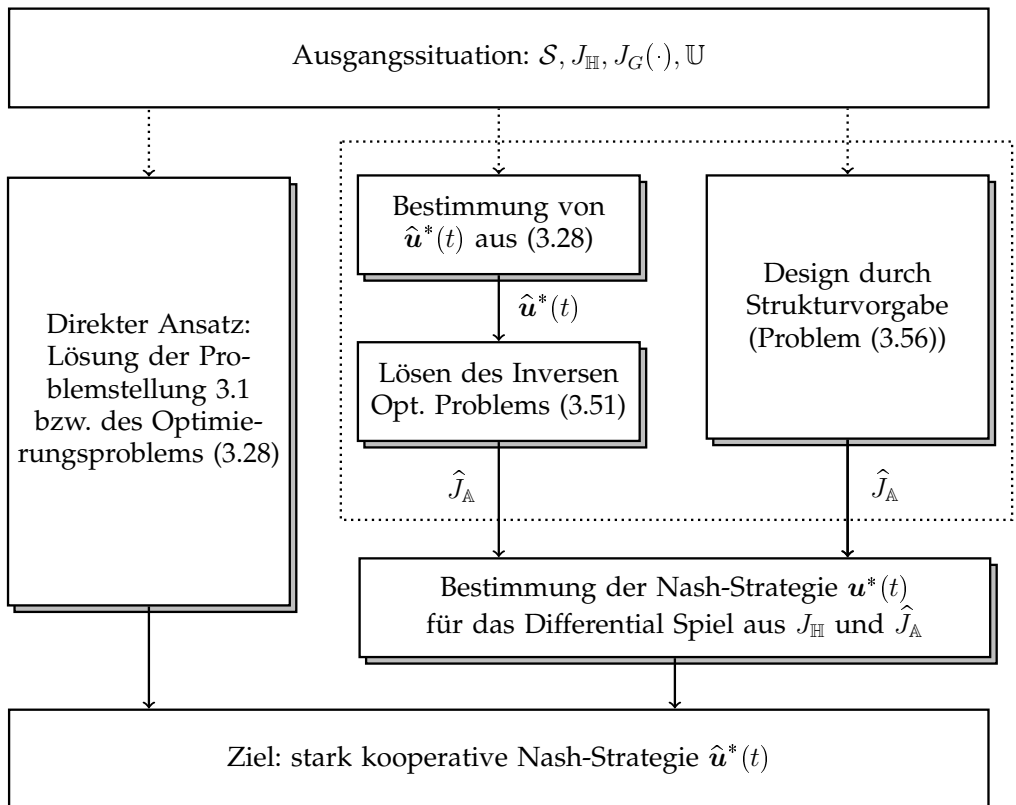 Ausgangssituation: 𝒮, J_ℍ, J_G(·), 𝕌
Direkter Ansatz:
Lösung der Pro-
blemstellung 3.1
bzw. des Optimie-
rungsproblems (3.28)
Bestimmung von
û*(t) aus (3.28)
û*(t)
Lösen des Inversen
Opt. Problems (3.51)
Ĵ_𝔸
Design durch
Strukturvorgabe
(Problem (3.56))
Ĵ_𝔸
Bestimmung der Nash-Strategie u*(t)
für das Differential Spiel aus J_ℍ und Ĵ_𝔸
Ziel: stark kooperative Nash-Strategie û*(t)